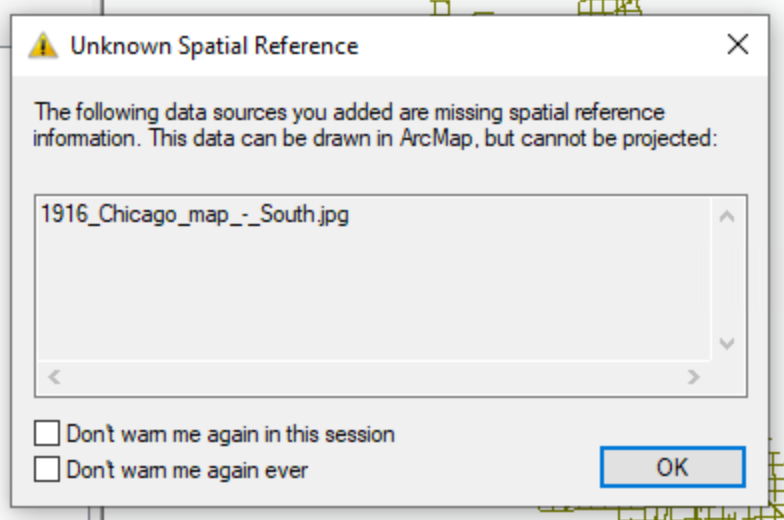 Unknown Spatial Reference
The following data sources you added are missing spatial reference
information. This data can be drawn in ArcMap, but cannot be projected:
1916_Chicago_map_-_South.jpg
Don't warn me again in this session
Don't warn me again ever
OK